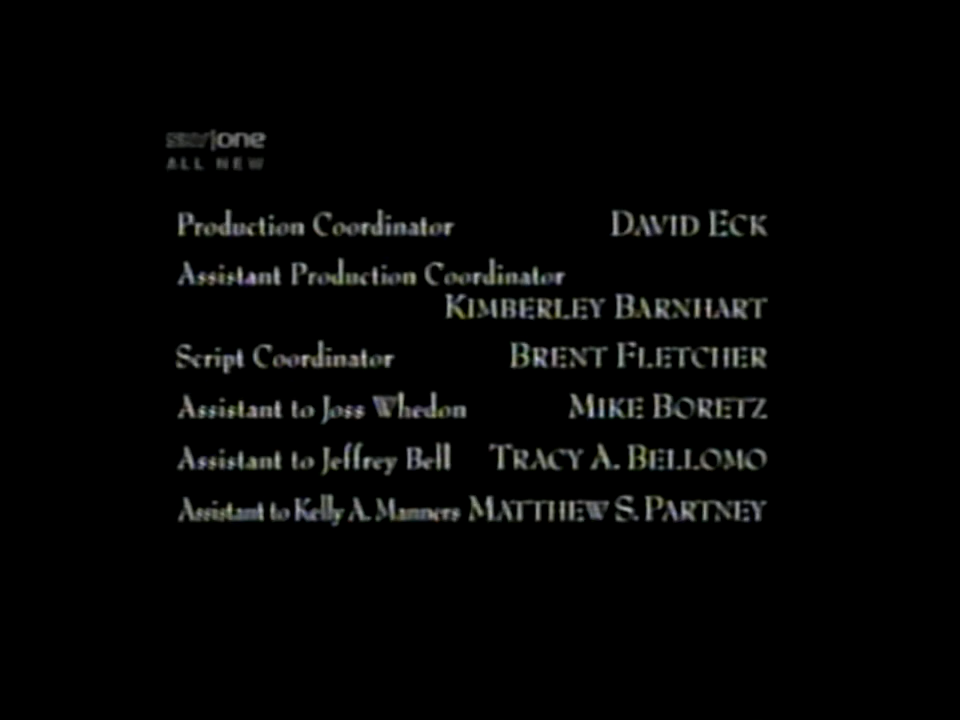 one
ALL NEW
Production Coordinator DAVID ECK
Assistant Production Coordinator
KIMBERLEY BARNHART
Script Coordinator BRENT FLETCHER
Assistant to Joss Whedon MIKE BORETZ
Assistant to Jeffrey Bell TRACY A. BELLOMO
Assistant to Kelly A. Manners MATTHEW S. PARTNEY